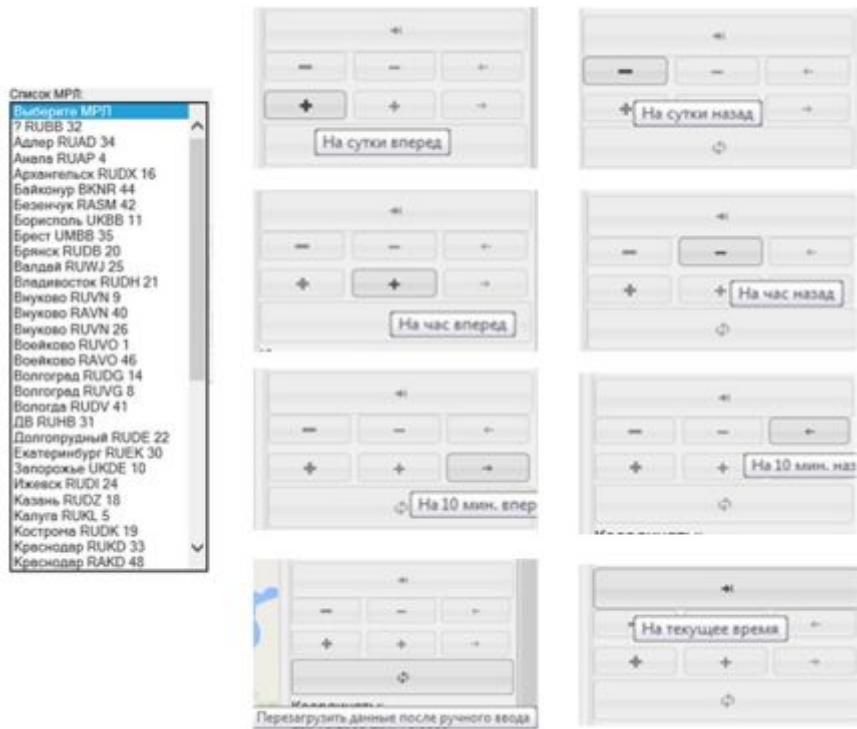 Список МРЛ:
Выберите МРЛ
? RUBB 32
Адлер RUAD 34
Анапа RUAP 4
Архангельск RUDX 16
Байконур BKNR 44
Безенчук RASM 42
Борисполь UKBB 11
Брест UMBB 35
Брянск RUDB 20
Валдай RUWJ 25
Владивосток RUDH 21
Внуково RUVN 9
Внуково RAVN 40
Внуково RUVN 26
Воейково RUVO 1
Воейково RAVO 46
Волгоград RUDG 14
Волгоград RUVG 8
Вологда RUDV 41
ДВ RUHB 31
Долгопрудный RUDE 22
Екатеринбург RUEK 30
Запорожье UKDE 10
Ижевск RUDI 24
Казань RUDZ 18
Калуга RUKL 5
Кострома RUDK 19
Краснодар RUKD 33
Краснодар RAKD 48
На сутки вперед
На сутки назад
На час вперед
На час назад
На 10 мин. впер
На 10 мин. наз
Перезагрузить данные после ручного ввода
На текущее время